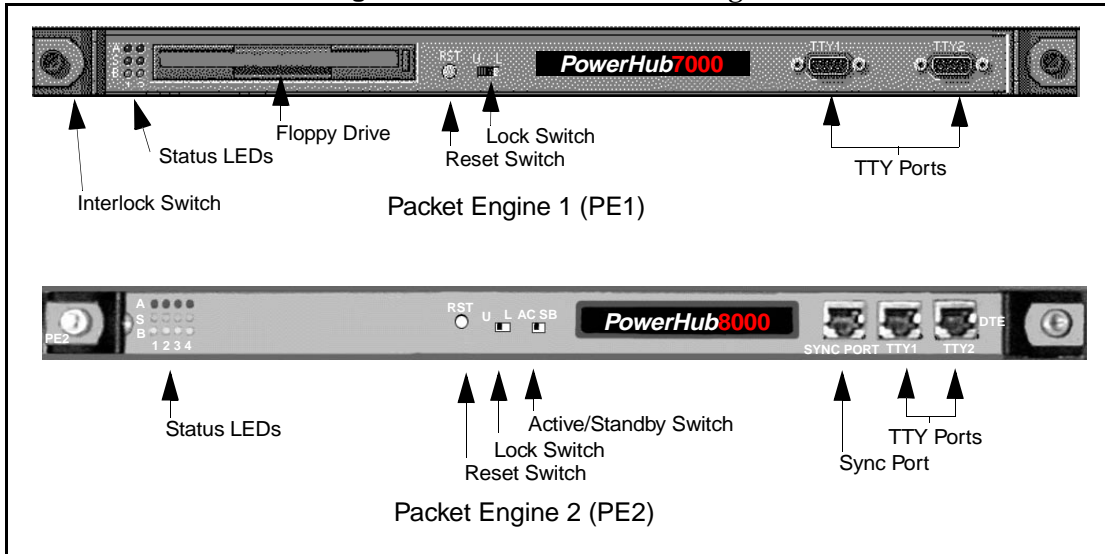 A
S
B
1
RST U L
PowerHub7000
TTY1 TTY2
Floppy Drive
Lock Switch
Status LEDs
Reset Switch
TTY Ports
Interlock Switch
Packet Engine 1 (PE1)
PE2
A
S
B
1 2 3 4
RST U L AC SB
PowerHub8000
DTE
SYNC PORT TTY1 TTY2
Status LEDs
Active/Standby Switch
Lock Switch
Reset Switch
TTY Ports
Sync Port
Packet Engine 2 (PE2)